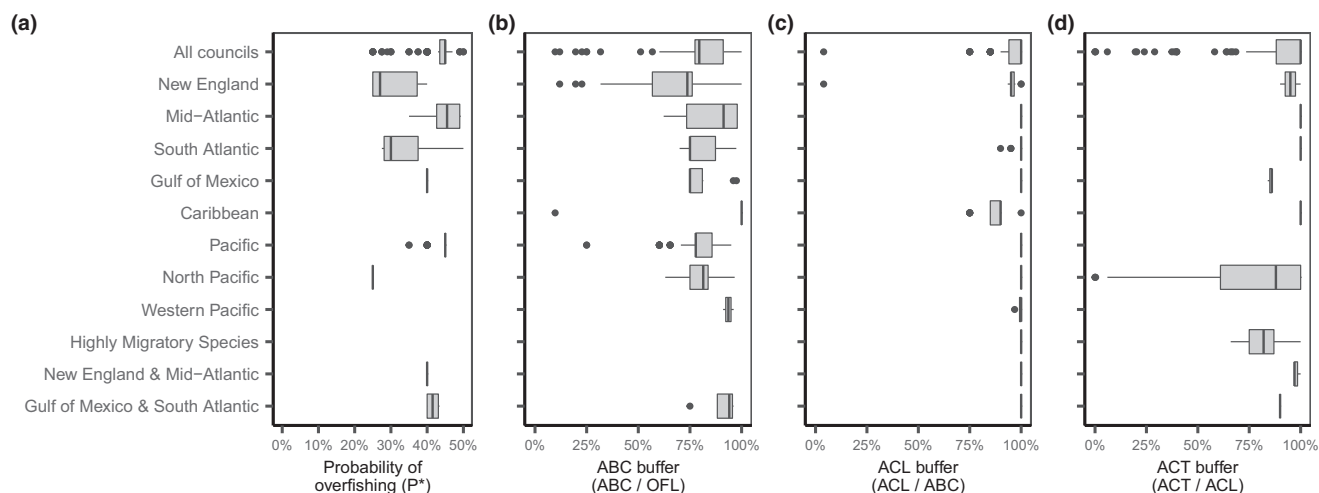 (a)
(b)
(c)
(d)
All councils
New England
Mid−Atlantic
South Atlantic
Gulf of Mexico
Caribbean
Pacific
North Pacific
Western Pacific
Highly Migratory Species
New England & Mid−Atlantic
Gulf of Mexico & South Atlantic
0% 10% 20% 30% 40% 50%
Probability of
overfishing (P*)
0% 25% 50% 75% 100%
ABC buffer
(ABC / OFL)
0% 25% 50% 75% 100%
ACL buffer
(ACL / ABC)
0% 25% 50% 75% 100%
ACT buffer
(ACT / ACL)